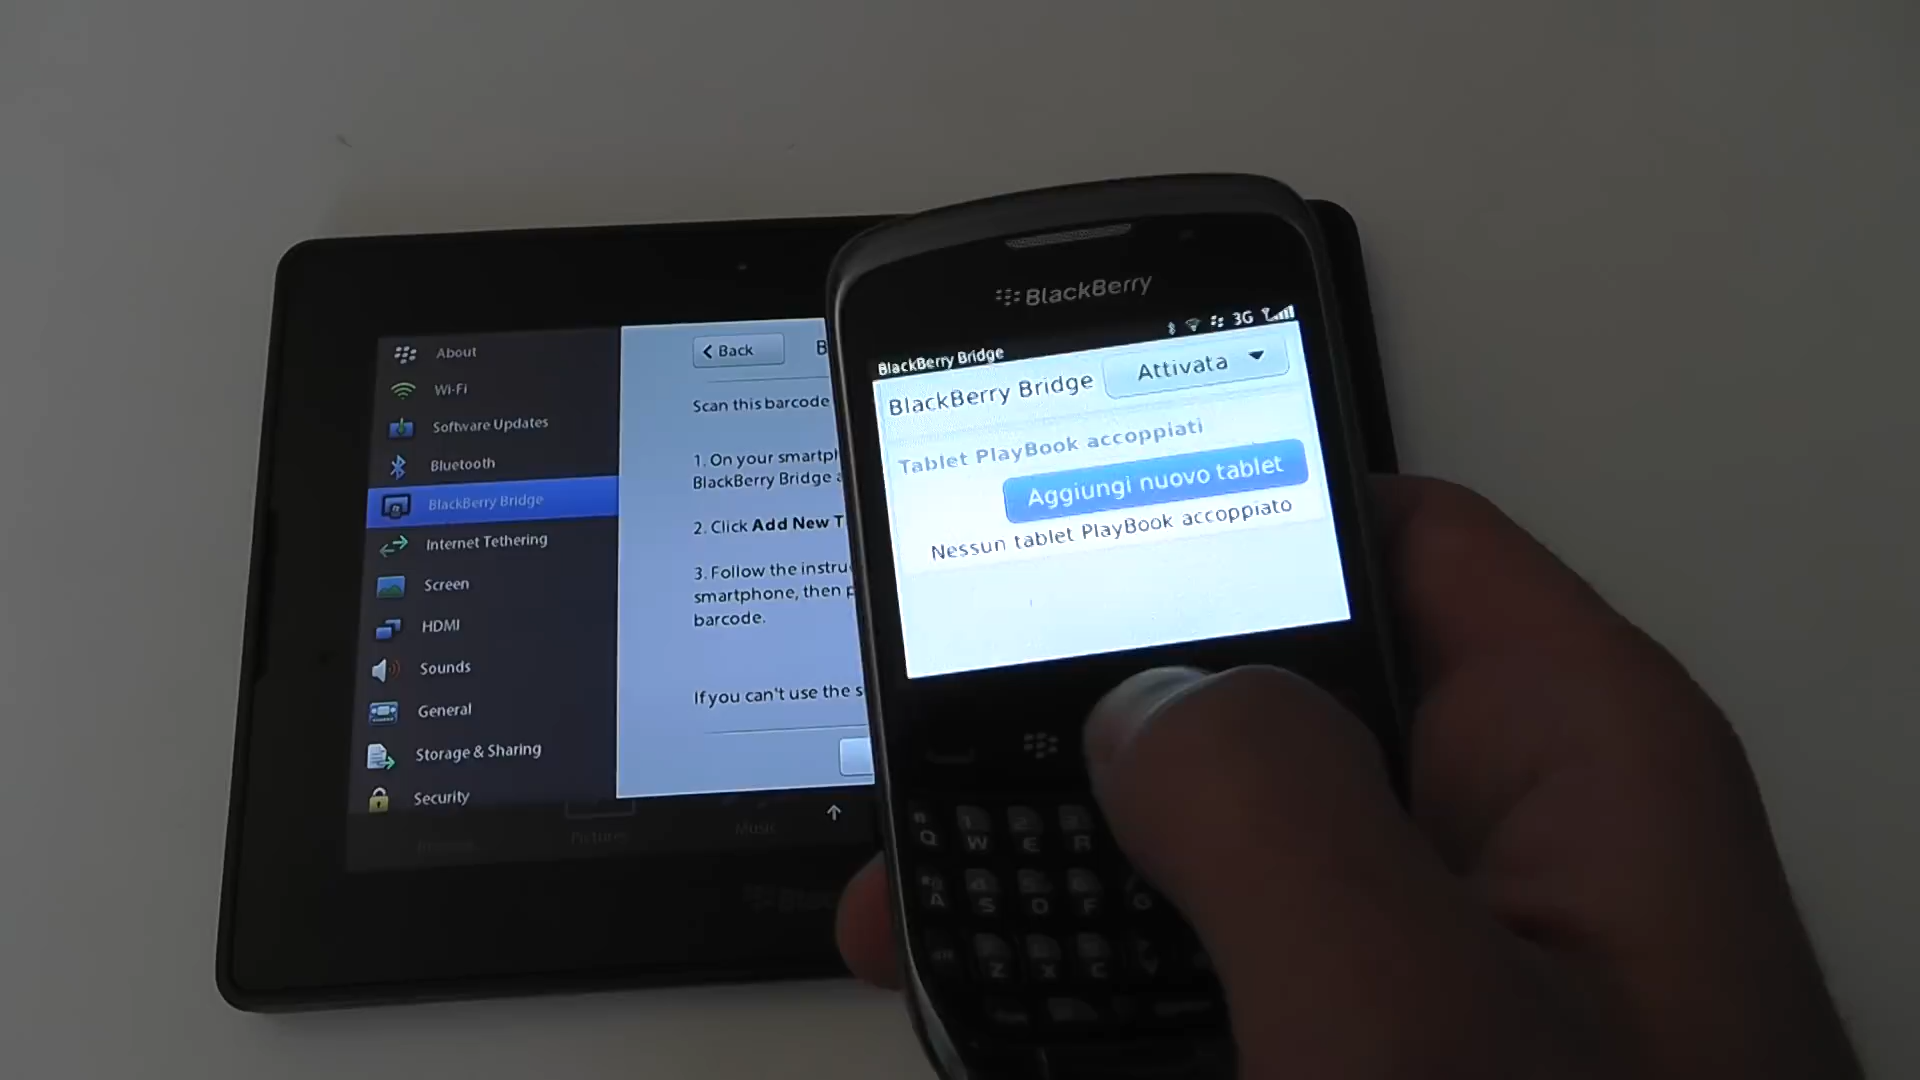 About
Wi-Fi
Software Updates
Bluetooth
BlackBerry Bridge
Internet Tethering
Screen
HDMI
Sounds
General
Storage & Sharing
Security
Pictures
Music
Back
Scan this barcode
1. On your
BlackBerry Bridge
2. Click Add New
3. Follow the
smartphone, then
barcode.
If you can't use the
BlackBerry
3G
BlackBerry Bridge
BlackBerry Bridge Attivata
Tablet PlayBook accoppiati
Aggiungi nuovo tablet
Nessun tablet PlayBook accoppiato
Q W E R
A S D F G
Z X C V